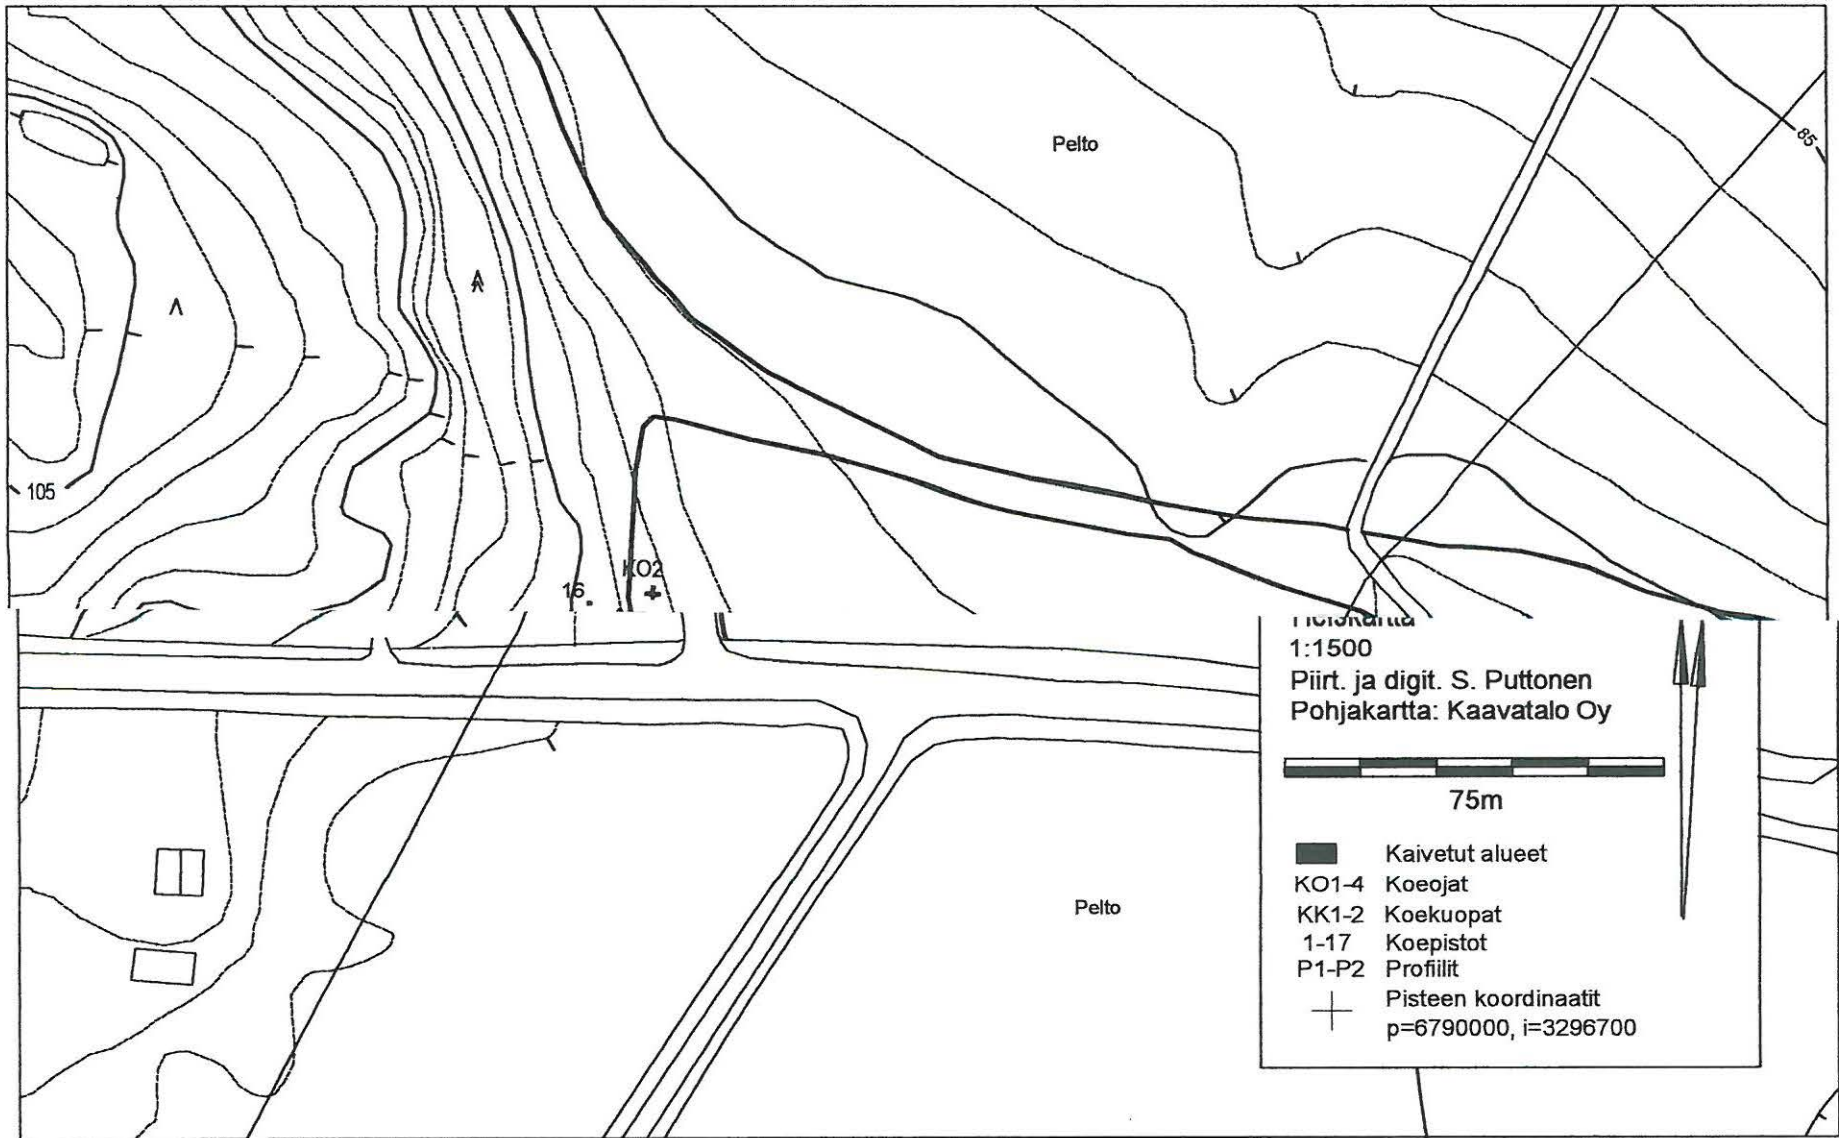 Pelto
85
105
KO2
16
1:1500
Piirt. ja digit. S. Puttonen
Pohjakartta: Kaavatalo Oy
75m
Kaivetut alueet
KO1-4 Koeojat
KK1-2 Koekuopat
1-17 Koepistot
P1-P2 Profiilit
Pisteen koordinaatit
p=6790000, i=3296700
Pelto